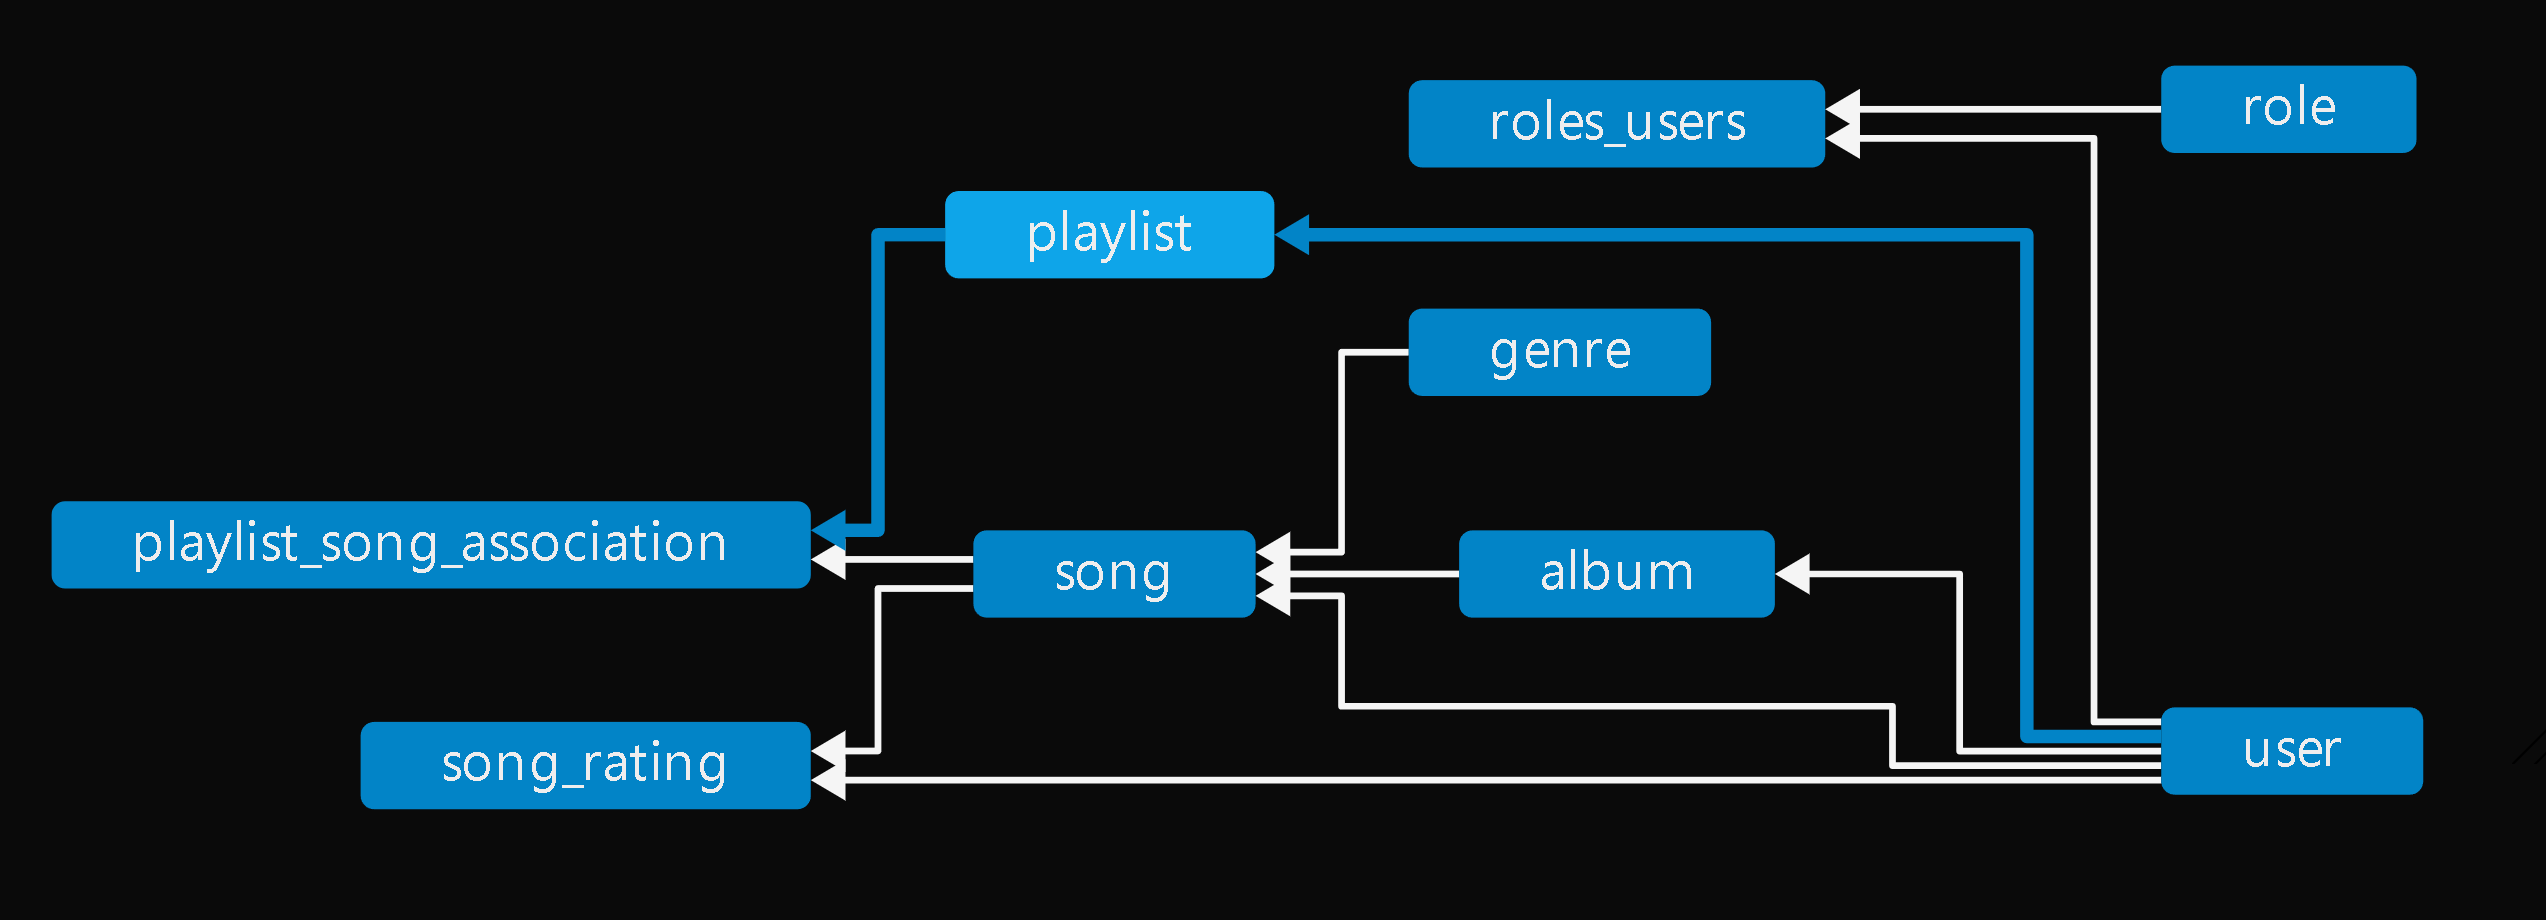 role
roles_users
playlist
genre
playlist_song_association
song
album
user
song_rating